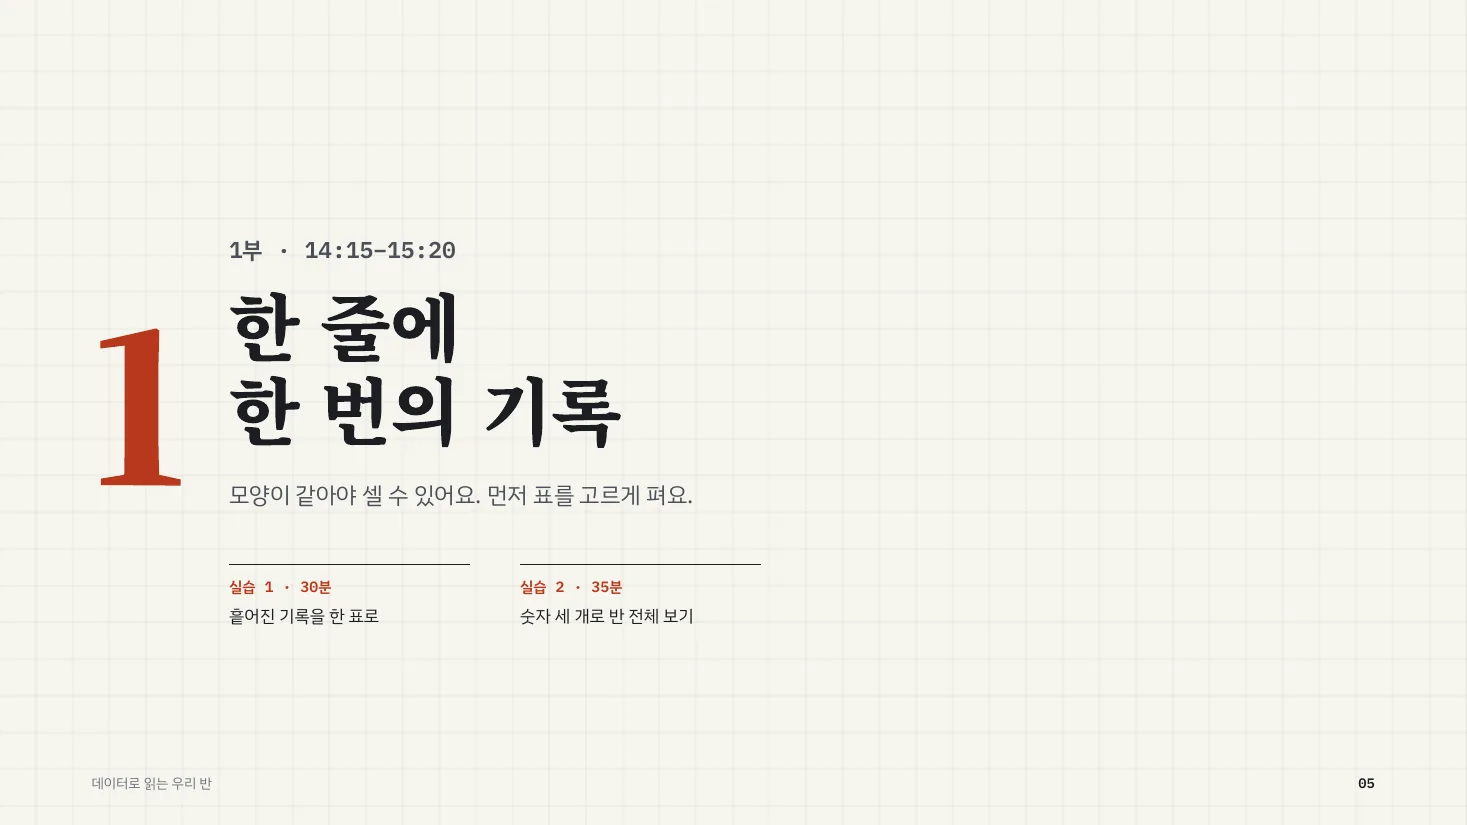 1부 · 14:15–15:20
1
한 줄에
한 번의 기록
모양이 같아야 셀 수 있어요. 먼저 표를 고르게 펴요.
실습 1 · 30분
흩어진 기록을 한 표로
실습 2 · 35분
숫자 세 개로 반 전체 보기
데이터로 읽는 우리 반
05